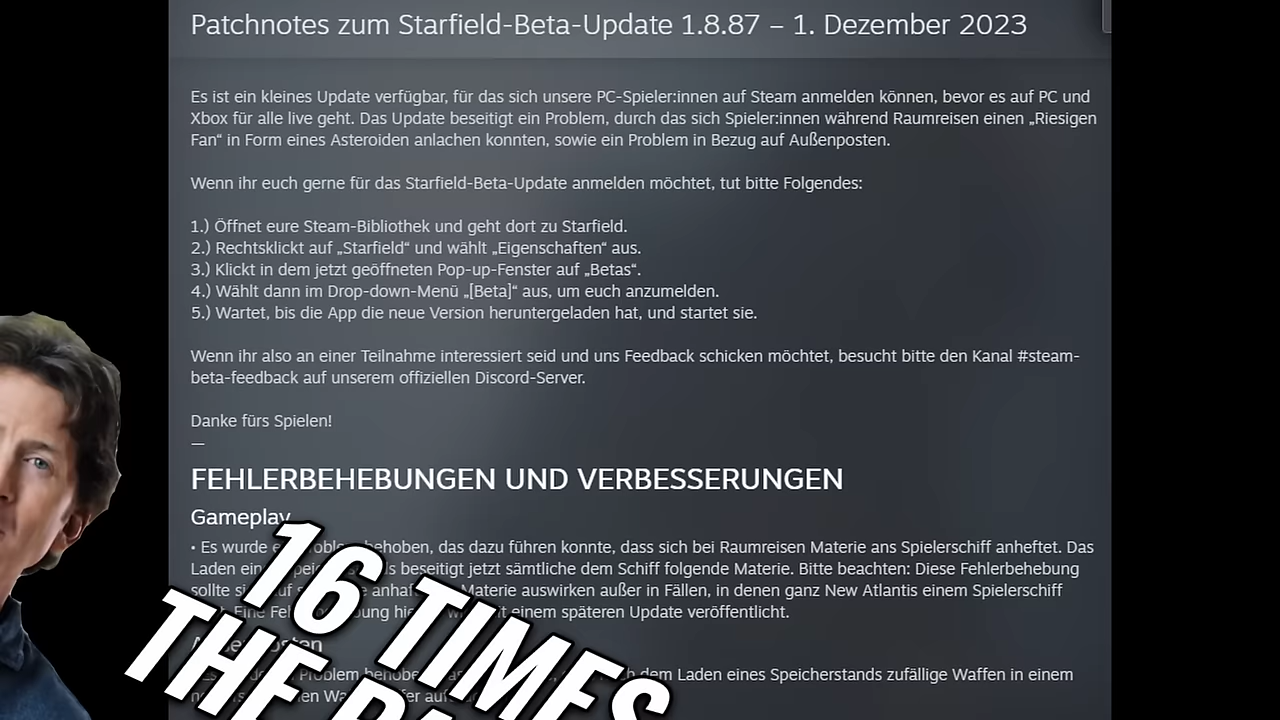 Patchnotes zum Starfield-Beta-Update 1.8.87 – 1. Dezember 2023
Es ist ein kleines Update verfügbar, für das sich unsere PC-Spieler:innen auf Steam anmelden können, bevor es auf PC und
Xbox für alle live geht. Das Update beseitigt ein Problem, durch das sich Spieler:innen während Raumreisen einen „Riesigen
Fan“ in Form eines Asteroiden anlachen konnten, sowie ein Problem in Bezug auf Außenposten.
Wenn ihr euch gerne für das Starfield-Beta-Update anmelden möchtet, tut bitte Folgendes:
1.) Öffnet eure Steam-Bibliothek und geht dort zu Starfield.
2.) Rechtsklickt auf „Starfield“ und wählt „Eigenschaften“ aus.
3.) Klickt in dem jetzt geöffneten Pop-up-Fenster auf „Betas“.
4.) Wählt dann im Drop-down-Menü „[Beta]“ aus, um euch anzumelden.
5.) Wartet, bis die App die neue Version heruntergeladen hat, und startet sie.
Wenn ihr also an einer Teilnahme interessiert seid und uns Feedback schicken möchtet, besucht bitte den Kanal #steam-
beta-feedback auf unserem offiziellen Discord-Server.
Danke fürs Spielen!
—
FEHLERBEHEBUNGEN UND VERBESSERUNGEN
Gameplay
• Es wurde behoben, das dazu führen konnte, dass sich bei Raumreisen Materie ans Spielerschiff anheftet. Das
Laden beseitigt jetzt sämtliche dem Schiff folgende Materie. Bitte beachten: Diese Fehlerbehebung
sollte Materie auswirken außer in Fällen, in denen ganz New Atlantis einem Spielerschiff
einem späteren Update veröffentlicht.
Problem dem Laden eines Speicherstands zufällige Waffen in einem
16 TIMES
THE